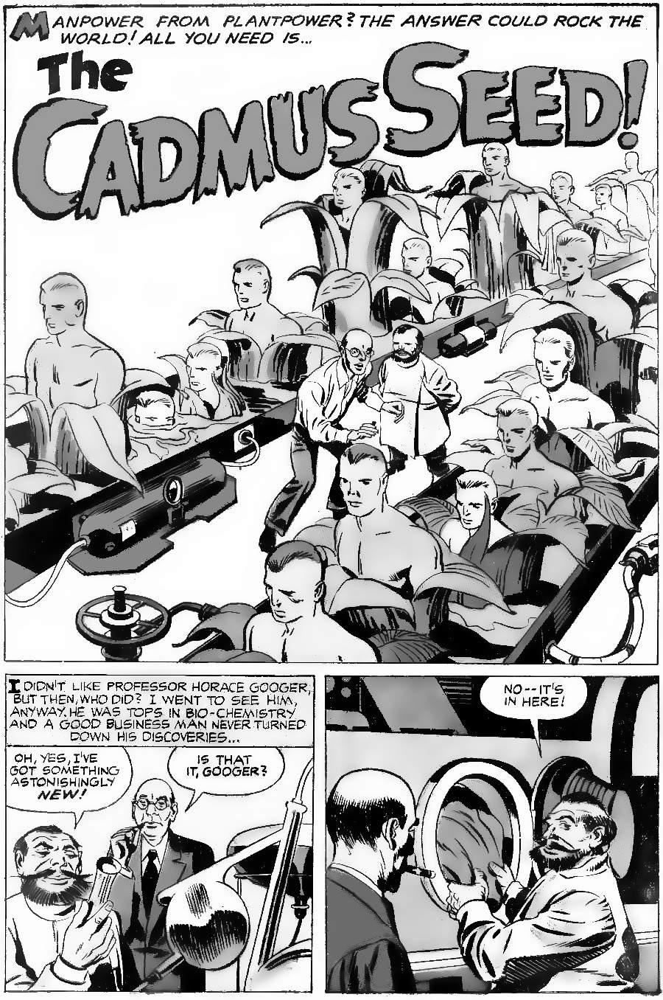 MANPOWER FROM PLANTPOWER? THE ANSWER COULD ROCK THE
WORLD! ALL YOU NEED IS...
The
CADMUS SEED!
I DIDN'T LIKE PROFESSOR HORACE GOOGER,
BUT THEN, WHO DID? I WENT TO SEE HIM,
ANYWAY. HE WAS TOPS IN BIO-CHEMISTRY
AND A GOOD BUSINESS MAN NEVER TURNED
DOWN HIS DISCOVERIES...
OH, YES, I'VE
GOT SOMETHING
ASTONISHINGLY
NEW!
IS THAT
IT, GOOGER?
NO--IT'S
IN HERE!